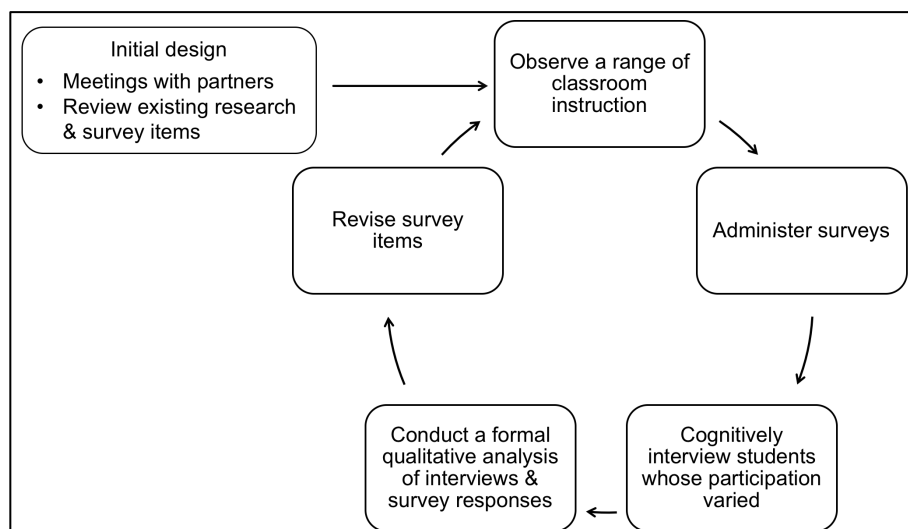 Initial design
• Meetings with partners
• Review existing research
& survey items
Observe a range of
classroom
instruction
Revise survey
items
Administer surveys
Conduct a formal
qualitative analysis
of interviews &
survey responses
Cognitively
interview students
whose participation
varied